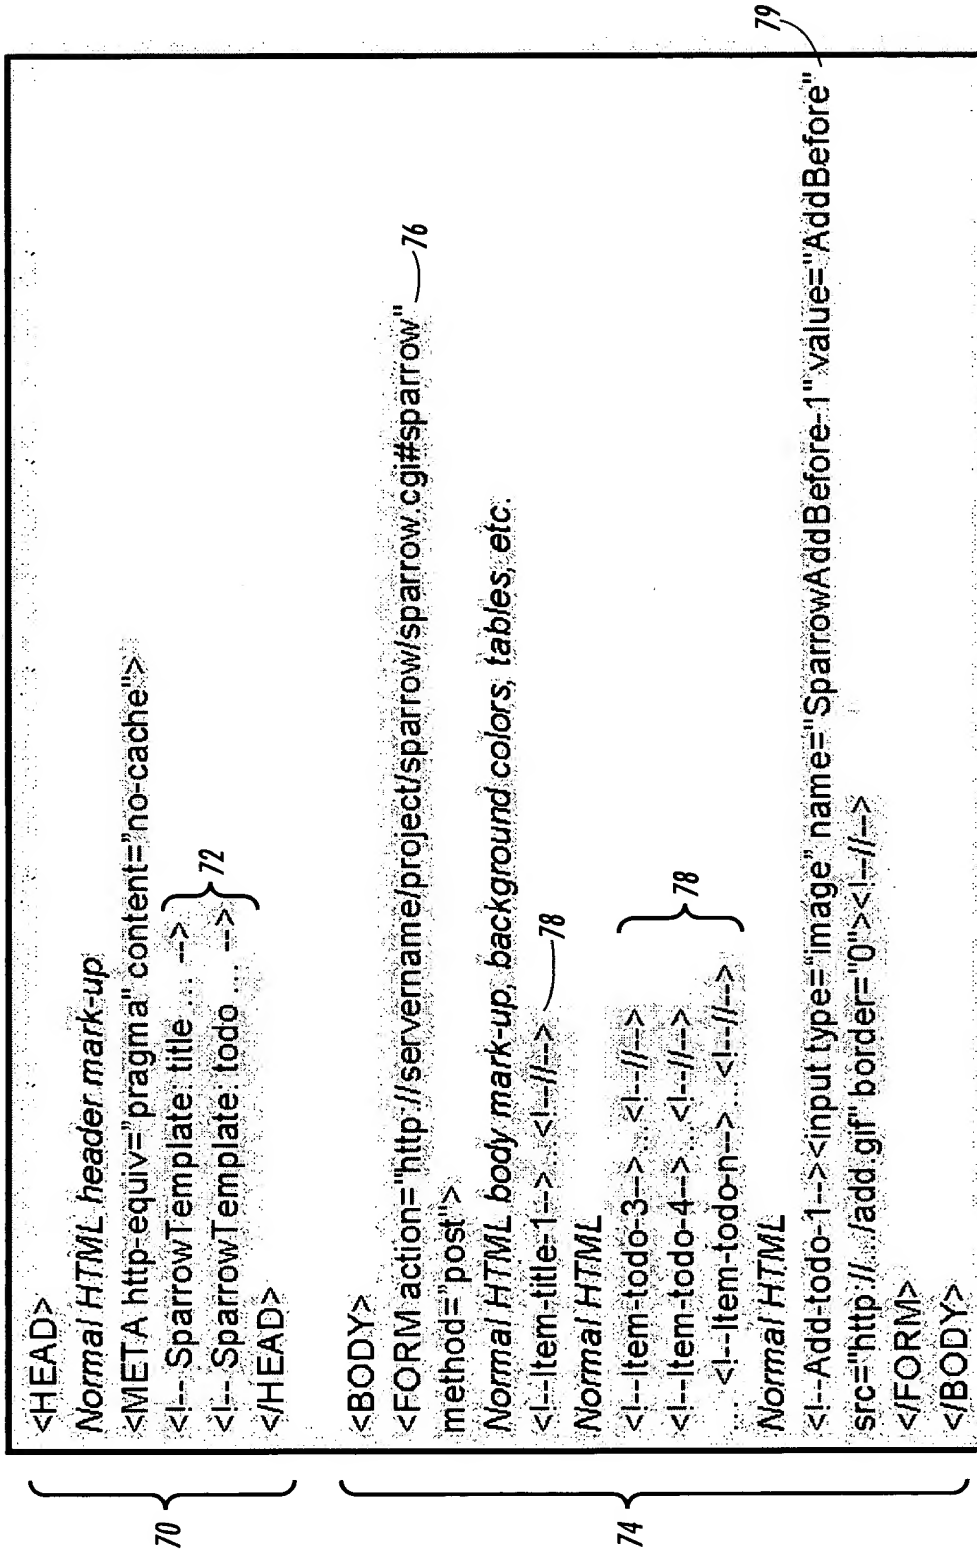 <HEAD>
Normal HTML header mark-up
<META http-equiv="pragma" content="no-cache">
<!-- SparrowTemplate: title ... -->
<!-- SparrowTemplate: todo ... -->
72
</HEAD>
70
<BODY>
<FORM action="http://servername/project/sparrow/sparrow.cgi#sparrow"
76
method="post">
Normal HTML body mark-up, background colors, tables, etc.
<!--Item-title-1-->...<!--//-->
78
Normal HTML
<!--Item-todo-3-->...<!--//-->
<!--Item-todo-4-->...<!--//-->
... <!--Item-todo-n-->...<!--//-->
78
Normal HTML
<!--Add-todo-1--><input type="image" name="SparrowAddBefore-1" value="AddBefore"
79
src="http://.../add.gif" border="0"><!--//-->
</FORM>
</BODY>
74